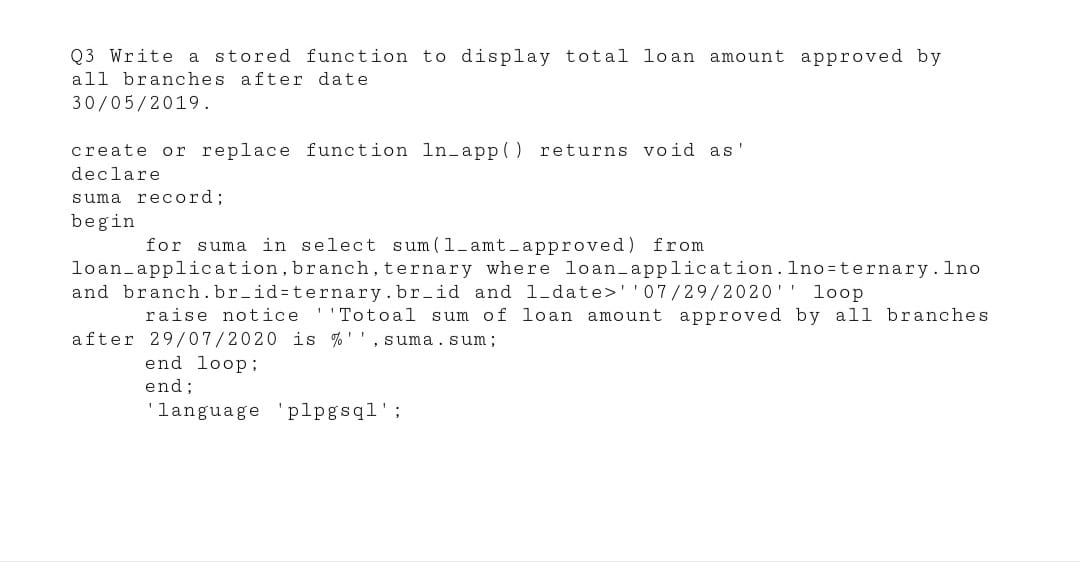 Q3 Write a stored function to display total loan amount approved by
all branches after date
30/05/2019.
create or replace function ln_app() returns void as'
declare
suma record;
begin
for suma in select sum(l_amt_approved) from
loan_application,branch,ternary where loan_application.lno=ternary.lno
and branch.br_id=ternary.br_id and l_date>''07/29/2020'' loop
raise notice ''Totoal sum of loan amount approved by all branches
after 29/07/2020 is %'',suma.sum;
end loop;
end;
'language 'plpgsql';